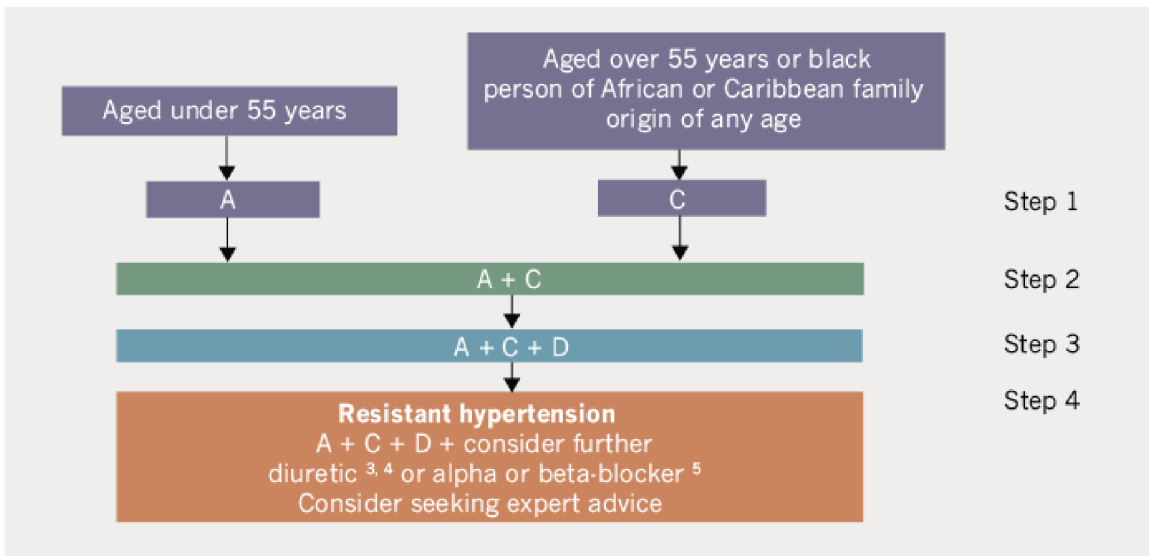 Aged under 55 years
Aged over 55 years or black
person of African or Caribbean family
origin of any age
A
C
Step 1
A + C
Step 2
A + C + D
Step 3
Step 4
Resistant hypertension
A + C + D + consider further
diuretic 3, 4 or alpha or beta-blocker 5
Consider seeking expert advice